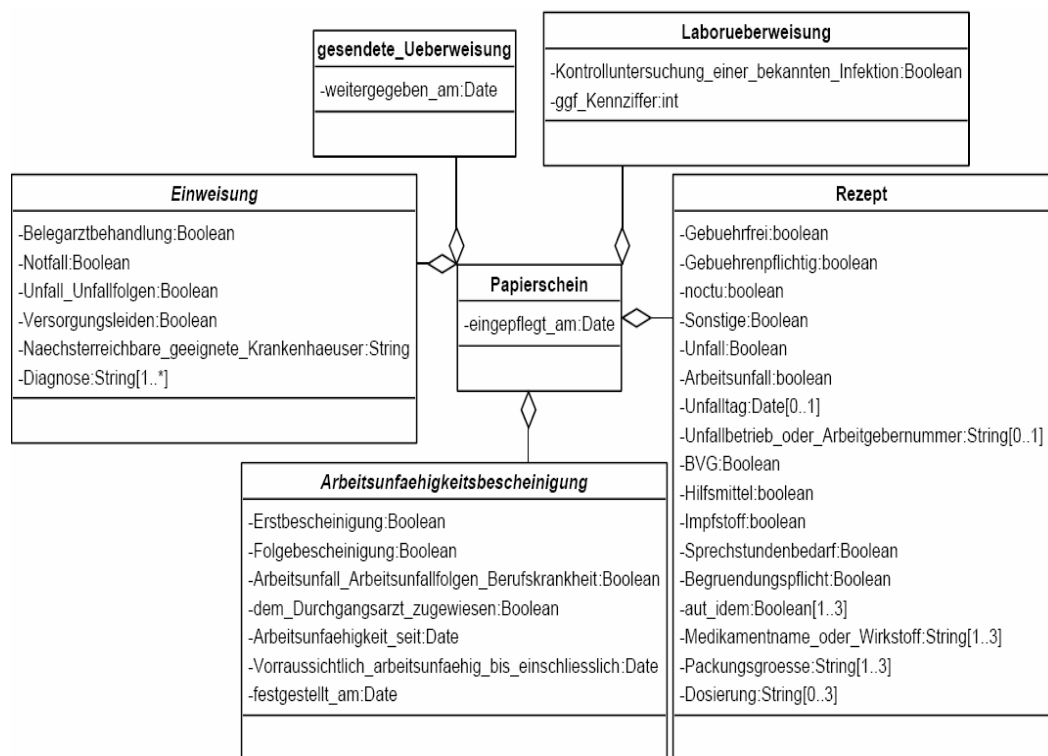 gesendete_Ueberweisung
-weitergegeben_am:Date
Laborueberweisung
-Kontrolluntersuchung_einer_bekannten_Infektion:Boolean
-ggf_Kennziffer:int
Einweisung
-Belegarztbehandlung:Boolean
-Notfall:Boolean
-Unfall_Unfallfolgen:Boolean
-Versorgungsleiden:Boolean
-Naechsterreichbare_geeignete_Krankenhaeuser:String
-Diagnose:String[1..*]
Papierschein
-eingepflegt_am:Date
Rezept
-Gebuehrfrei:boolean
-Gebuehrenpflichtig:boolean
-noctu:boolean
-Sonstige:Boolean
-Unfall:Boolean
-Arbeitsunfall:boolean
-Unfalltag:Date[0..1]
-Unfallbetrieb_oder_Arbeitgebernummer:String[0..1]
-BVG:Boolean
-Hilfsmittel:boolean
-Impfstoff:boolean
-Sprechstundenbedarf:Boolean
-Begruendungspflicht:Boolean
-aut_idem:Boolean[1..3]
-Medikamentname_oder_Wirkstoff:String[1..3]
-Packungsgroesse:String[1..3]
-Dosierung:String[0..3]
Arbeitsunfaehigkeitsbescheinigung
-Erstbescheinigung:Boolean
-Folgebescheinigung:Boolean
-Arbeitsunfall_Arbeitsunfallfolgen_Berufskrankheit:Boolean
-dem_Durchgangsarzt_zugewiesen:Boolean
-Arbeitsunfaehigkeit_seit:Date
-Vorraussichtlich_arbeitsunfaehig_bis_einschliesslich:Date
-festgestellt_am:Date